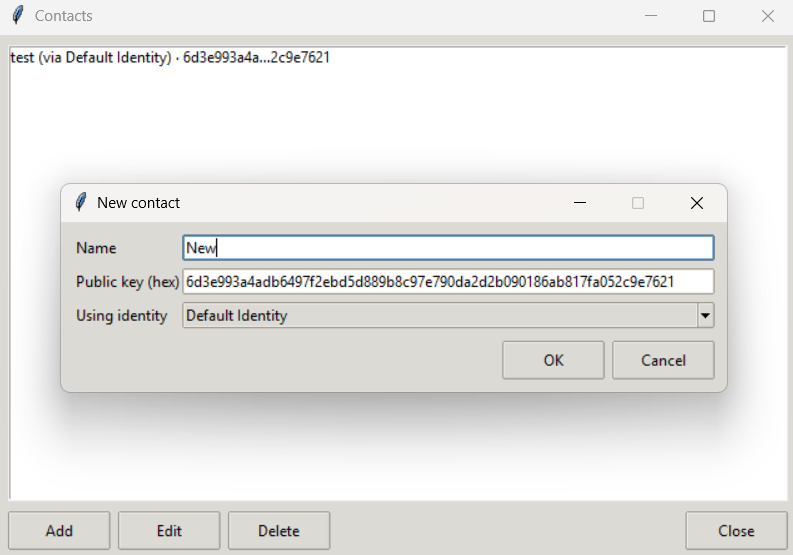 Contacts
test (via Default Identity) · 6d3e993a4a…2c9e7621
New contact
Name New
Public key (hex) 6d3e993a4adb6497f2ebd5d889b8c97e790da2d2b090186ab817fa052c9e7621
Using identity Default Identity
OK Cancel
Add Edit Delete Close